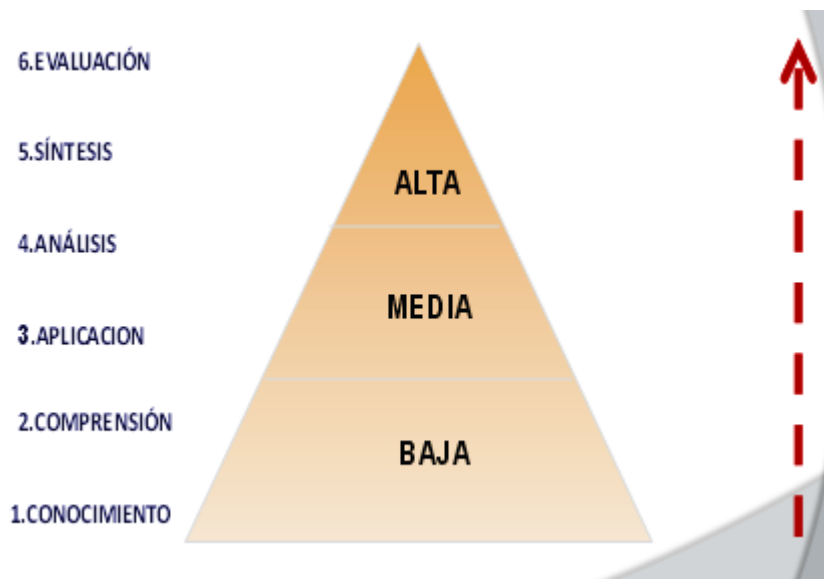 6.EVALUACIÓN
5.SÍNTESIS
ALTA
4.ANÁLISIS
MEDIA
3.APLICACION
2.COMPRENSIÓN
BAJA
1.CONOCIMIENTO